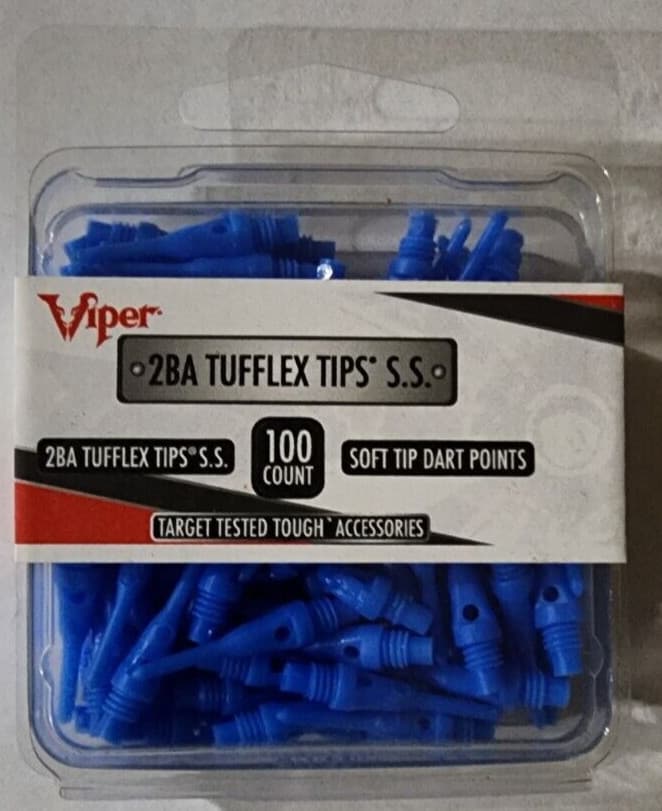 Viper
2BA TUFFLEX TIPS® S.S.
2BA TUFFLEX TIPS® S.S.
100
COUNT
SOFT TIP DART POINTS
TARGET TESTED TOUGH ACCESSORIES